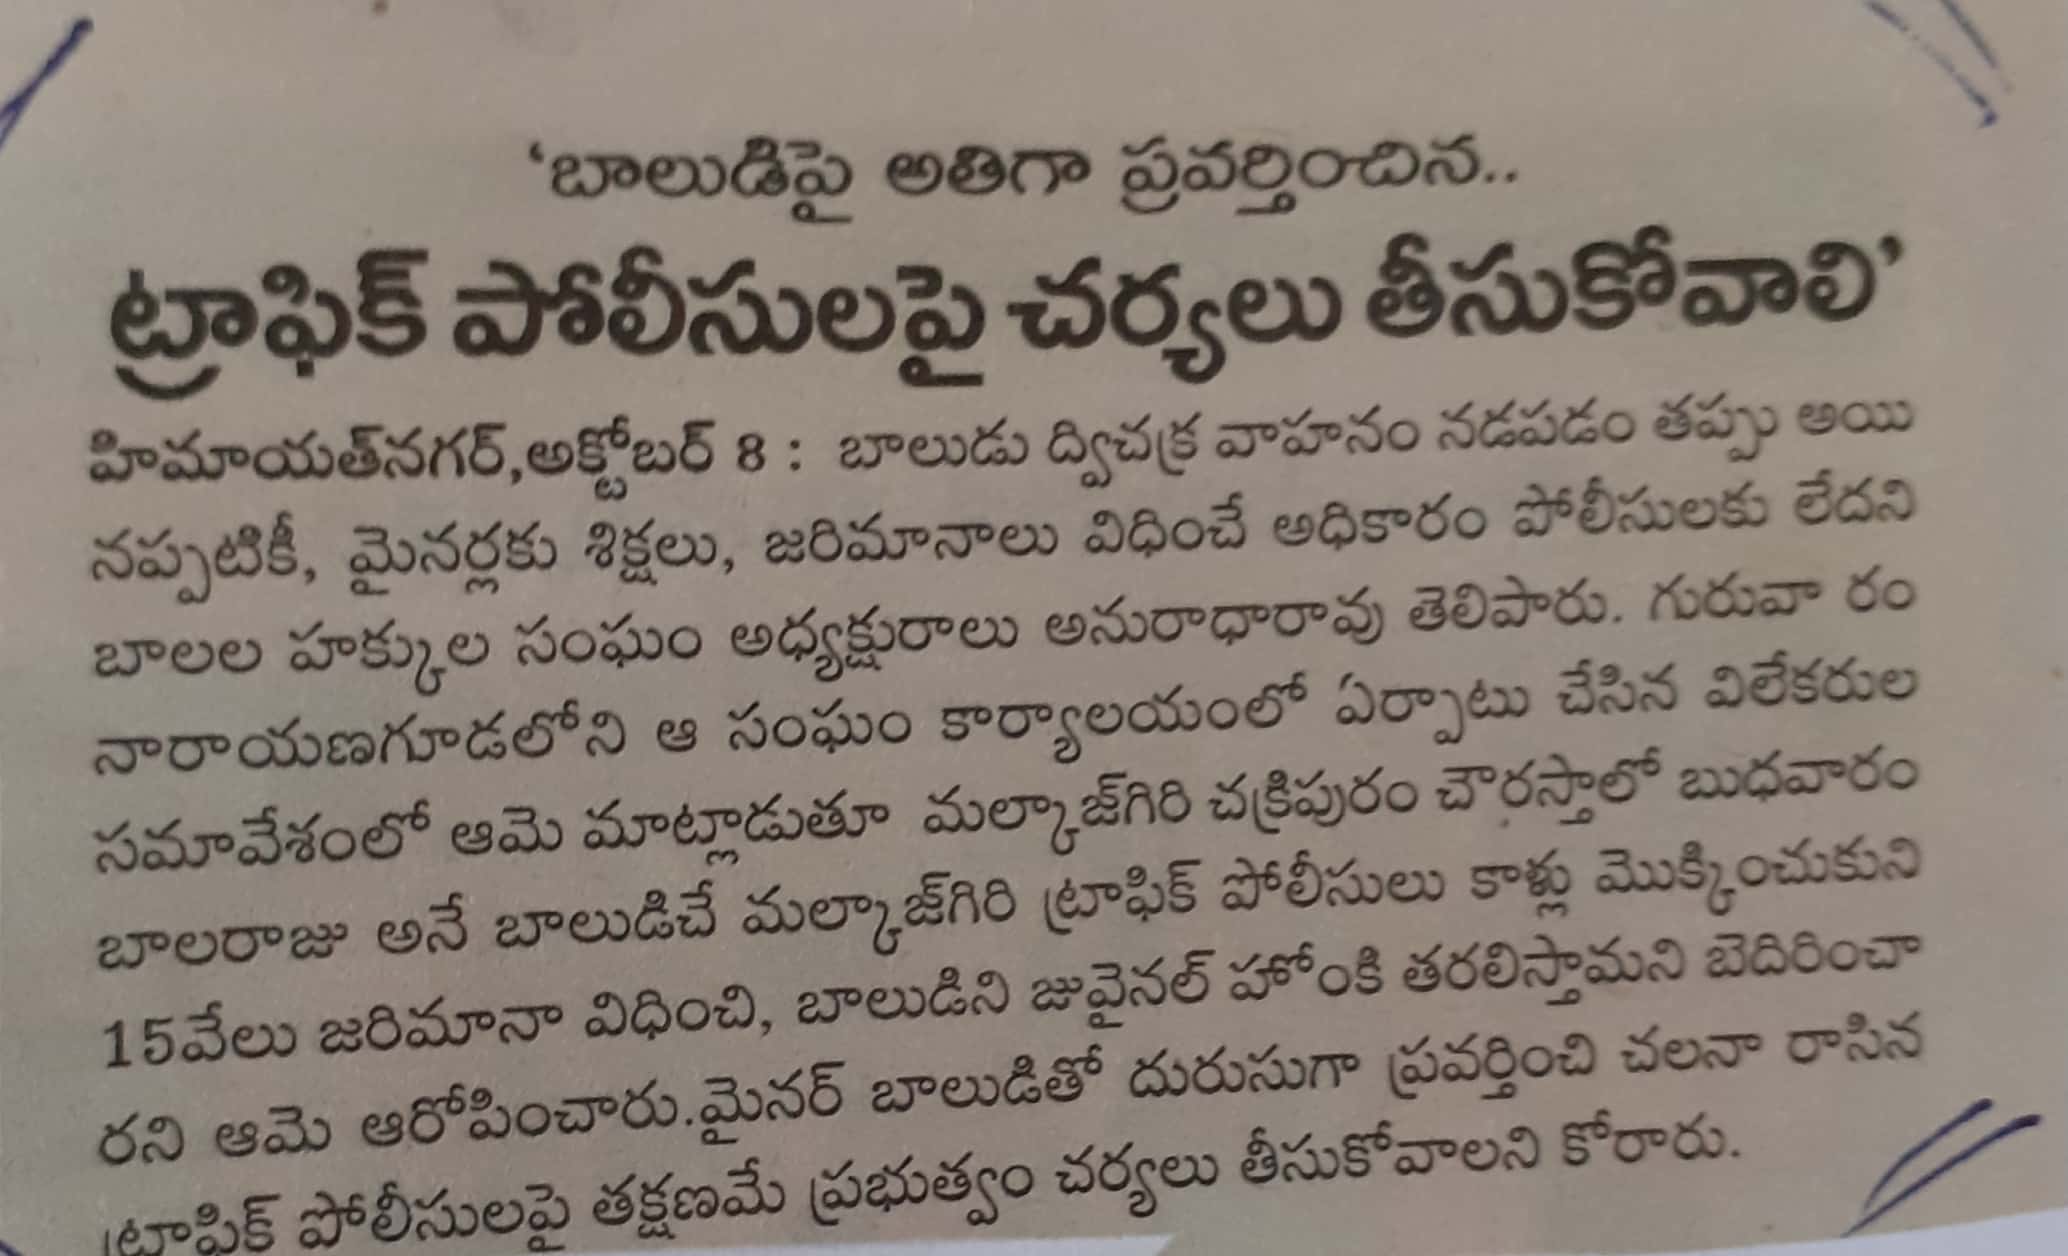 ‘బాలుడిపై అతిగా ప్రవర్తించిన..
ట్రాఫిక్ పోలీసులపై చర్యలు తీసుకోవాలి’
హిమాయత్‌నగర్,అక్టోబర్ 8 : బాలుడు ద్విచక్ర వాహనం నడపడం తప్పు అయి
నప్పటికీ, మైనర్లకు శిక్షలు, జరిమానాలు విధించే అధికారం పోలీసులకు లేదని
బాలల హక్కుల సంఘం అధ్యక్షురాలు అనురాధారావు తెలిపారు. గురువా రం
నారాయణగూడలోని ఆ సంఘం కార్యాలయంలో ఏర్పాటు చేసిన విలేకరుల
సమావేశంలో ఆమె మాట్లాడుతూ మల్కాజ్‌గిరి చక్రిపురం చౌరస్తాలో బుధవారం
బాలరాజు అనే బాలుడిచే మల్కాజ్‌గిరి ట్రాఫిక్ పోలీసులు కాళ్లు మొక్కించుకుని
15వేలు జరిమానా విధించి, బాలుడిని జువైనల్ హోంకి తరలిస్తామని బెదిరించా
రని ఆమె ఆరోపించారు.మైనర్ బాలుడితో దురుసుగా ప్రవర్తించి చలనా రాసిన
ట్రాఫిక్ పోలీసులపై తక్షణమే ప్రభుత్వం చర్యలు తీసుకోవాలని కోరారు.